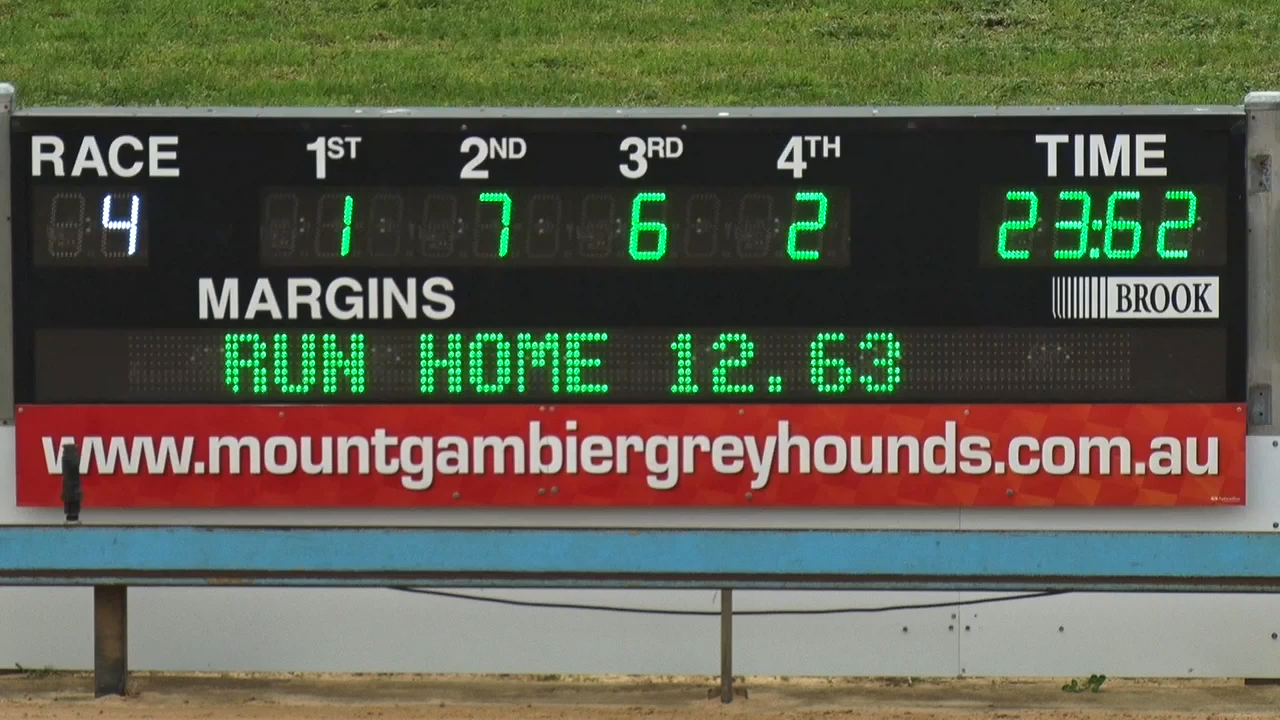 RACE 1ST 2ND 3RD 4TH TIME
4 1 7 6 2 23:62
MARGINS BROOK
RUN HOME 12.63
www.mountgambiergreyhounds.com.au